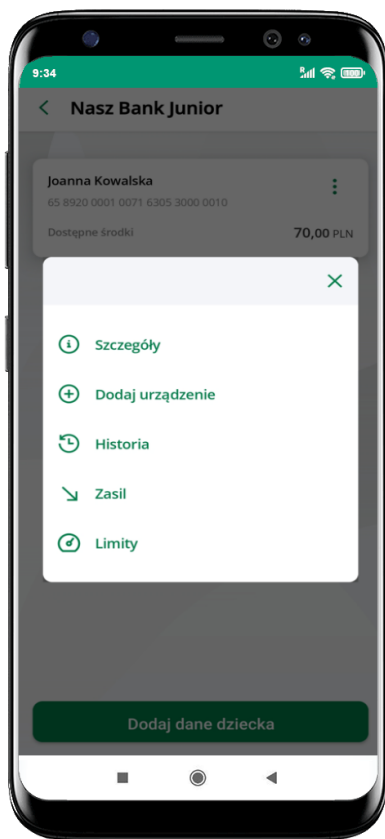 9:34
R
100
Nasz Bank Junior
Joanna Kowalska
65 8920 0001 0071 6305 3000 0010
Dostępne środki 70,00 PLN
Szczegóły
Dodaj urządzenie
Historia
Zasil
Limity
Dodaj dane dziecka